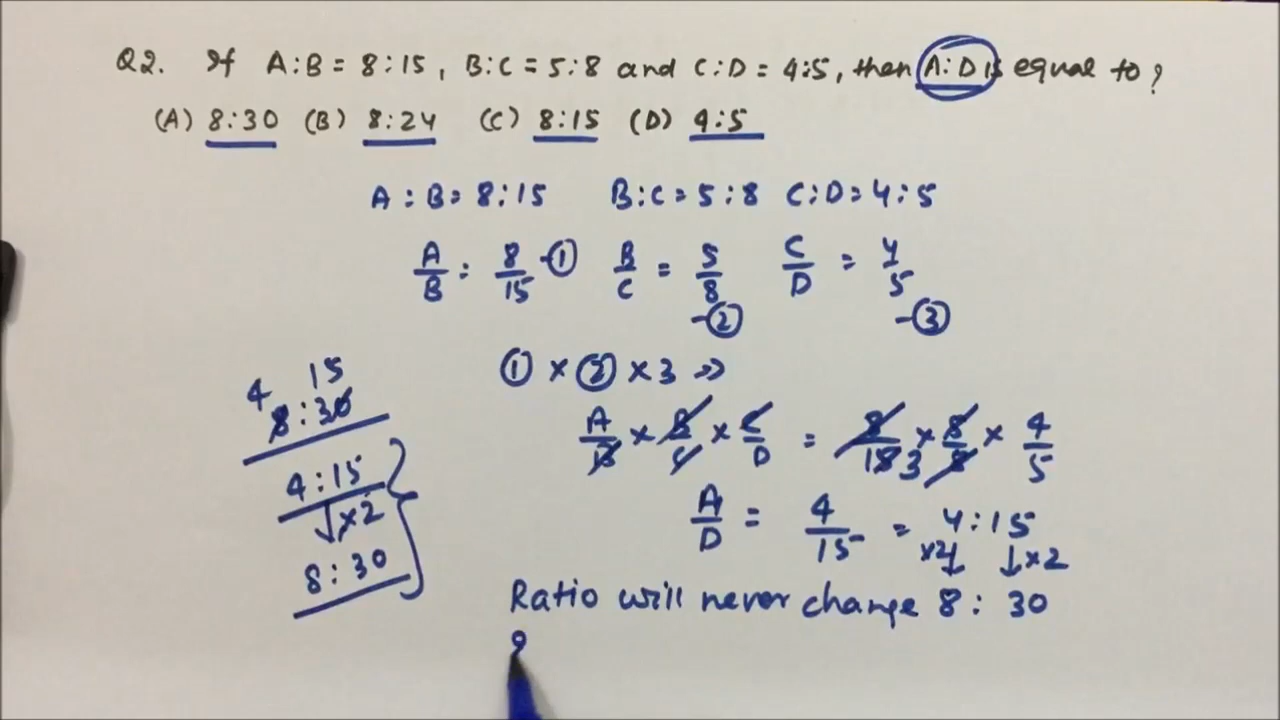 Q2. If A:B = 8:15, B:C = 5:8 and C:D = 4:5, then A:D is equal to ?
(A) 8:30 (B) 8:24 (C) 8:15 (D) 4:5
A : B = 8:15 B:C = 5:8 C:D = 4:5
A/B = 8/15 -① B/C = 5/8 -② C/D = 4/5 -③
① × ② × 3 =>
A/B × B/C × C/D = 8/15 3 × 5/8 × 4/5
A/D = 4/15 = 4:15
×2↓ ↓×2
Ratio will never change 8 : 30
4 15
8:30
4:15
↓×2
8:30